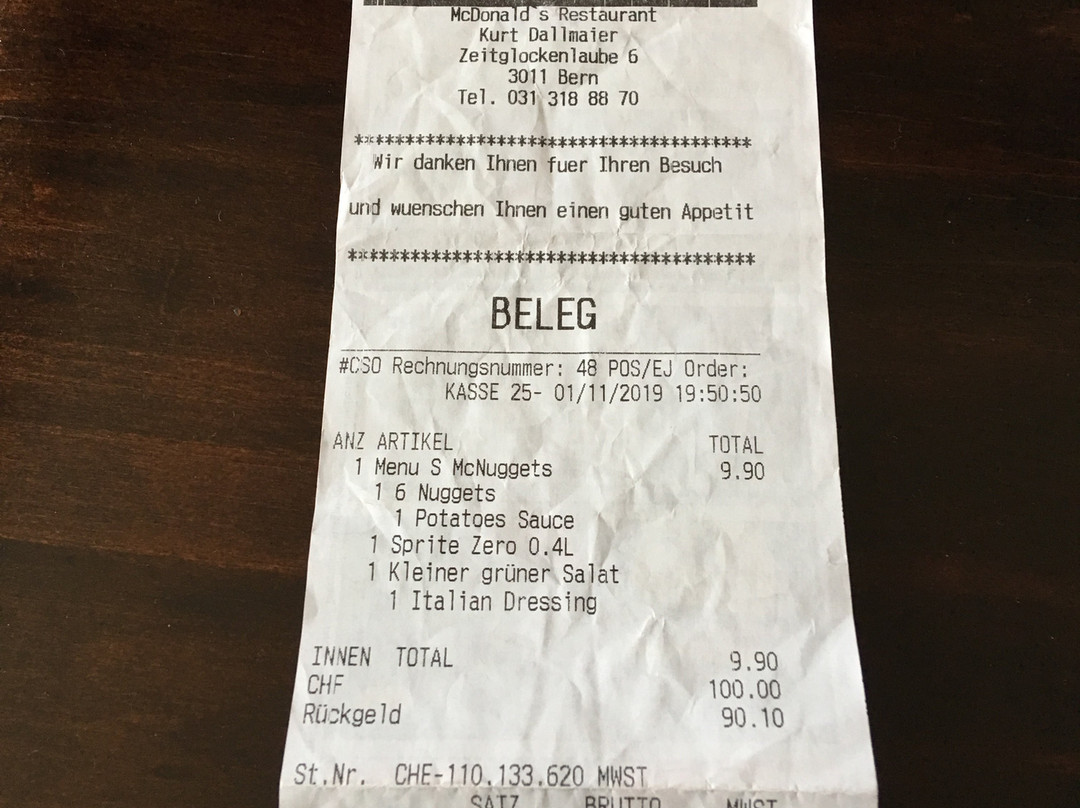 McDonald`s Restaurant
Kurt Dallmaier
Zeitglockenlaube 6
3011 Bern
Tel. 031 318 88 70
****************************************
Wir danken Ihnen fuer Ihren Besuch
und wuenschen Ihnen einen guten Appetit
****************************************
BELEG
#CSO Rechnungsnummer: 48 POS/EJ Order:
KASSE 25- 01/11/2019 19:50:50
ANZ ARTIKEL TOTAL
1 Menu S McNuggets 9.90
1 6 Nuggets
1 Potatoes Sauce
1 Sprite Zero 0.4L
1 Kleiner grüner Salat
1 Italian Dressing
INNEN TOTAL 9.90
CHF 100.00
Rückgeld 90.10
St.Nr. CHE-110.133.620 MWST
SATZ BRUTTO MWST